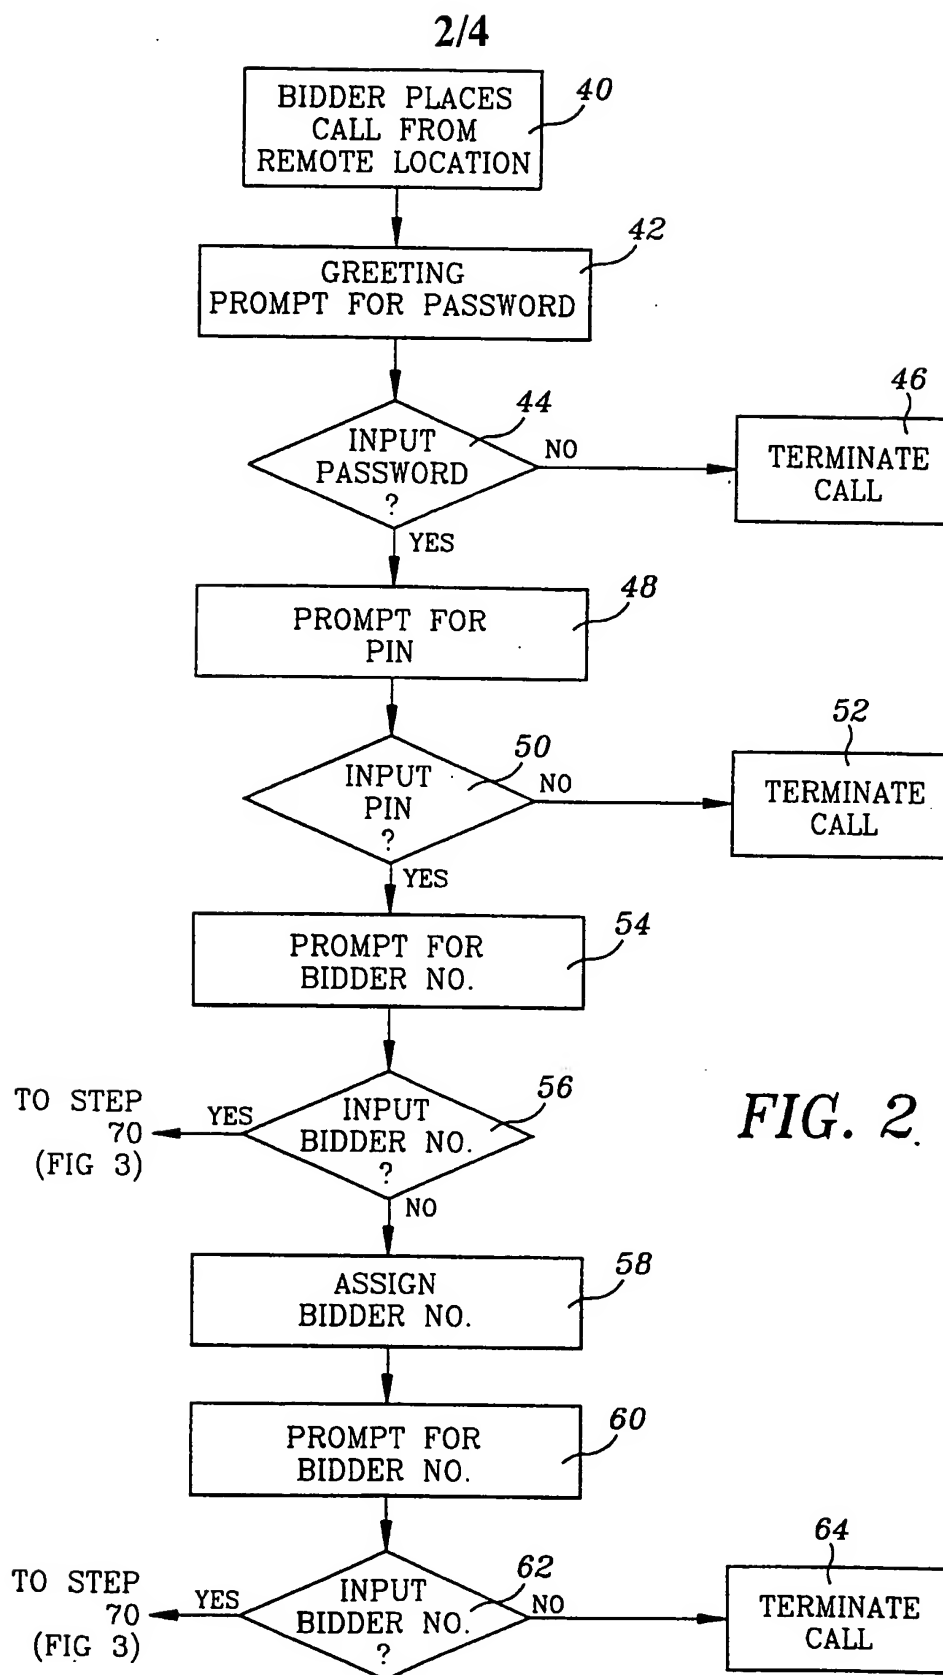 2/4
BIDDER PLACES
CALL FROM
REMOTE LOCATION
40
GREETING
PROMPT FOR PASSWORD
42
INPUT
PASSWORD
?
44
NO
46
TERMINATE
CALL
YES
PROMPT FOR
PIN
48
INPUT
PIN
?
50
NO
52
TERMINATE
CALL
YES
PROMPT FOR
BIDDER NO.
54
TO STEP
70
(FIG 3)
YES
INPUT
BIDDER NO.
?
56
FIG. 2
NO
ASSIGN
BIDDER NO.
58
PROMPT FOR
BIDDER NO.
60
TO STEP
70
(FIG 3)
YES
INPUT
BIDDER NO.
?
62
NO
64
TERMINATE
CALL